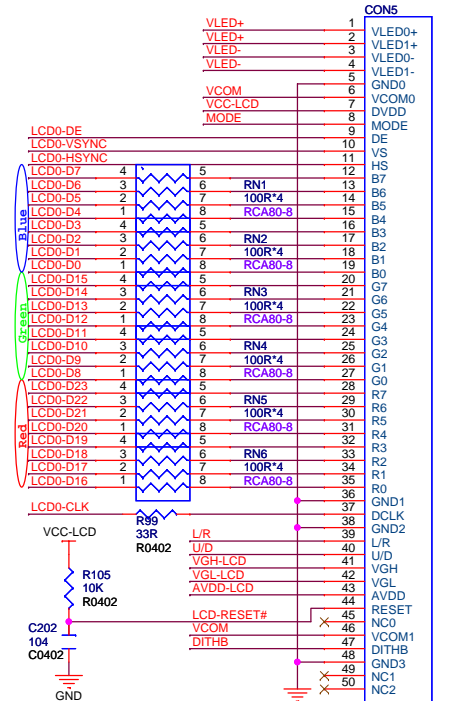 CON5
VLED+ 1 VLED0+
VLED+ 2 VLED1+
VLED- 3 VLED0-
VLED- 4 VLED1-
5 GND0
VCOM 6 VCOM0
VCC-LCD 7 DVDD
MODE 8 MODE
LCD0-DE 9 DE
LCD0-VSYNC 10 VS
LCD0-HSYNC 11 HS
LCD0-D7 4 5 12 B7
LCD0-D6 3 6 RN1 13 B6
LCD0-D5 2 7 100R*4 14 B5
LCD0-D4 1 8 RCA80-8 15 B4
LCD0-D3 4 5 16 B3
LCD0-D2 3 6 RN2 17 B2
LCD0-D1 2 7 100R*4 18 B1
LCD0-D0 1 8 RCA80-8 19 B0
Blue
LCD0-D15 4 5 20 G7
LCD0-D14 3 6 RN3 21 G6
LCD0-D13 2 7 100R*4 22 G5
LCD0-D12 1 8 RCA80-8 23 G4
LCD0-D11 4 5 24 G3
LCD0-D10 3 6 RN4 25 G2
LCD0-D9 2 7 100R*4 26 G1
LCD0-D8 1 8 RCA80-8 27 G0
Green
LCD0-D23 4 5 28 R7
LCD0-D22 3 6 RN5 29 R6
LCD0-D21 2 7 100R*4 30 R5
LCD0-D20 1 8 RCA80-8 31 R4
LCD0-D19 4 5 32 R3
LCD0-D18 3 6 RN6 33 R2
LCD0-D17 2 7 100R*4 34 R1
LCD0-D16 1 8 RCA80-8 35 R0
Red
36 GND1
LCD0-CLK 37 DCLK
R99
33R
R0402
38 GND2
L/R 39 L/R
U/D 40 U/D
VGH-LCD 41 VGH
VGL-LCD 42 VGL
AVDD-LCD 43 AVDD
LCD-RESET# 44 RESET
45 NC0
VCOM 46 VCOM1
DITHB 47 DITHB
48 GND3
49 NC1
50 NC2
VCC-LCD
R105
10K
R0402
C202
104
C0402
GND